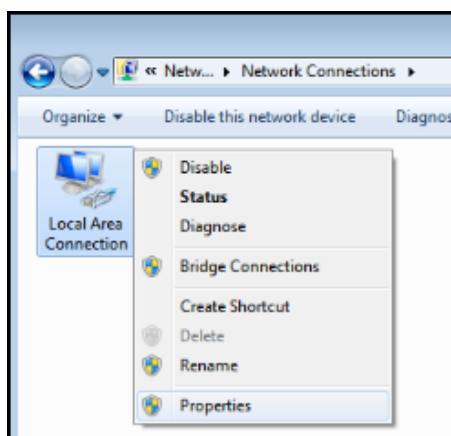 « Netw... ▸ Network Connections ▸
Organize ▾ Disable this network device Diagnos
Local Area
Connection
Disable
Status
Diagnose
Bridge Connections
Create Shortcut
Delete
Rename
Properties